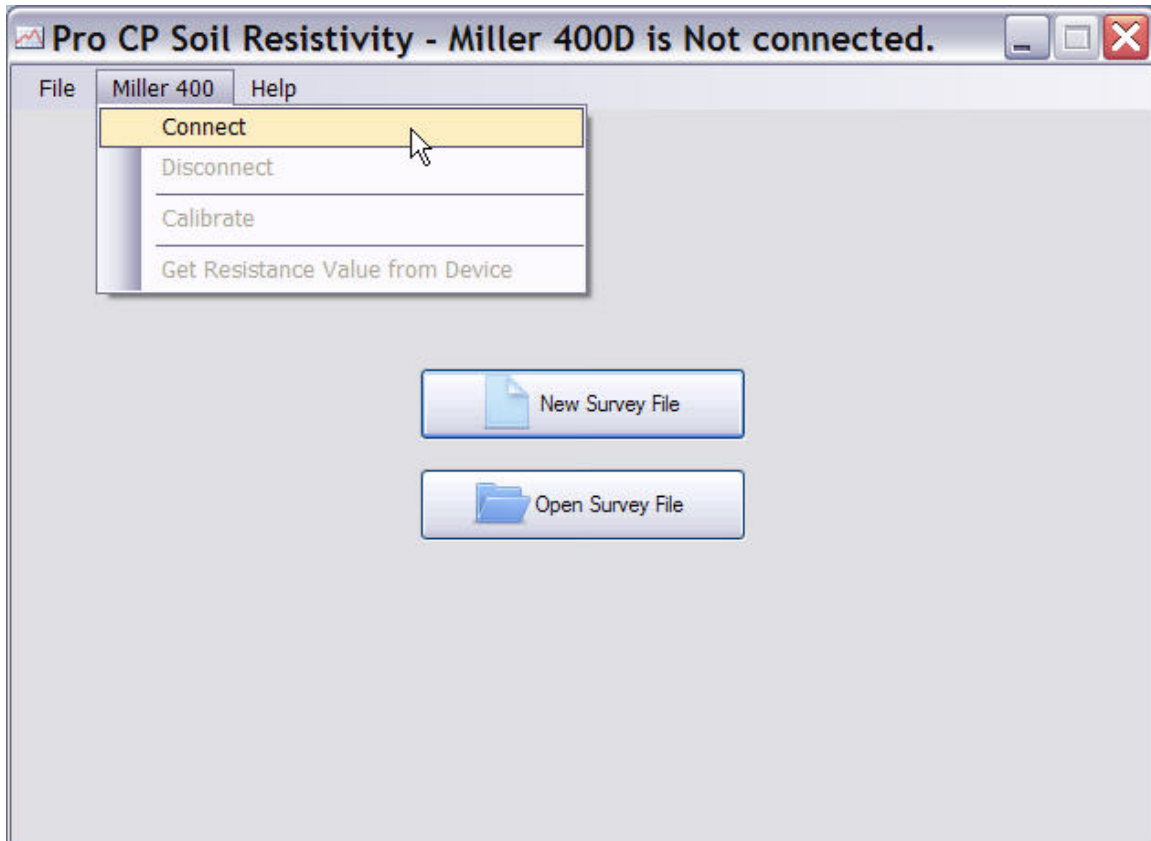 Pro CP Soil Resistivity - Miller 400D is Not connected.
File Miller 400 Help
Connect
Disconnect
Calibrate
Get Resistance Value from Device
New Survey File
Open Survey File